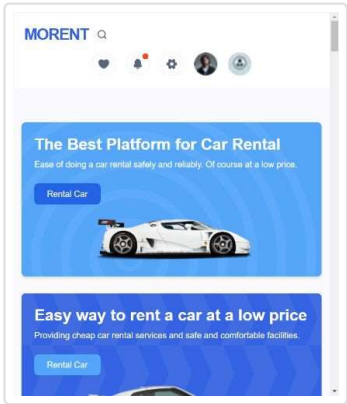 MORENT
The Best Platform for Car Rental
Ease of doing a car rental safely and reliably. Of course at a low price.
Rental Car
Easy way to rent a car at a low price
Providing cheap car rental services and safe and comfortable facilities.
Rental Car